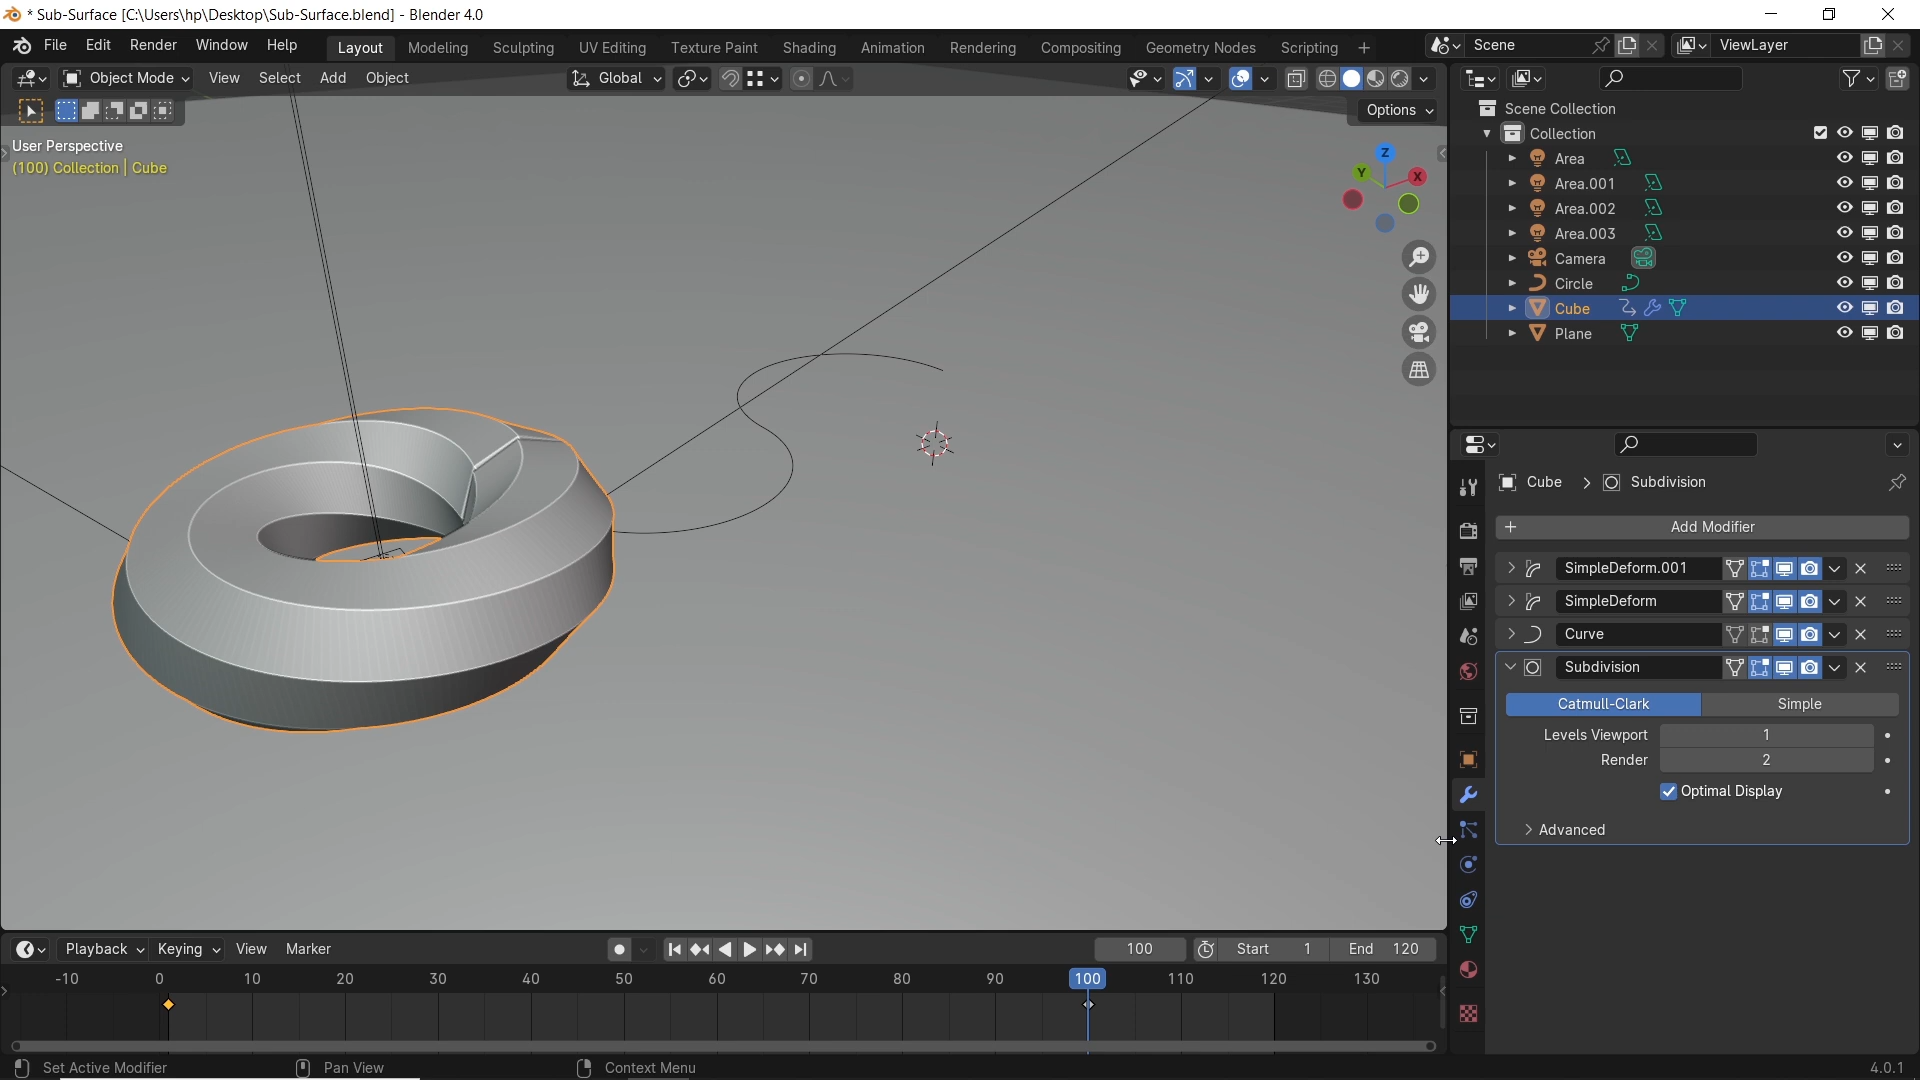 * Sub-Surface [C:\Users\hp\Desktop\Sub-Surface.blend] - Blender 4.0
File Edit Render Window Help
Layout Modeling Sculpting UV Editing Texture Paint Shading Animation Rendering Compositing Geometry Nodes Scripting +
Scene
ViewLayer
Object Mode View Select Add Object
Global
Options
User Perspective
(100) Collection | Cube
Z
Y
X
Scene Collection
Collection
Area
Area.001
Area.002
Area.003
Camera
Circle
Cube
Plane
Cube > Subdivision
+ Add Modifier
SimpleDeform.001
SimpleDeform
Curve
Subdivision
Catmull-Clark Simple
Levels Viewport 1
Render 2
Optimal Display
Advanced
Playback Keying View Marker
100 Start 1 End 120
-10 0 10 20 30 40 50 60 70 80 90 100 110 120 130
Set Active Modifier Pan View Context Menu 4.0.1